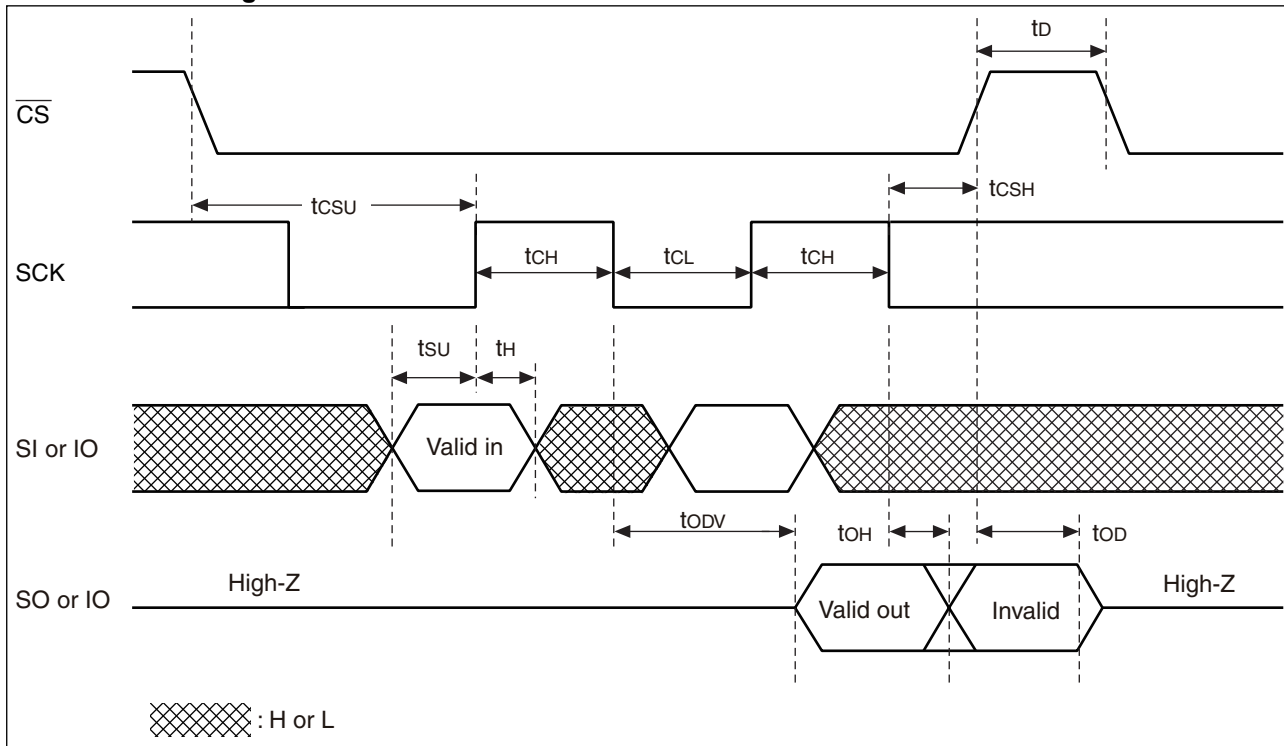 g
tD
CS
tCSU
tCSH
SCK
tCH
tCL
tCH
tSU
tH
SI or IO
Valid in
tODV
tOH
tOD
SO or IO
High-Z
Valid out
Invalid
High-Z
: H or L